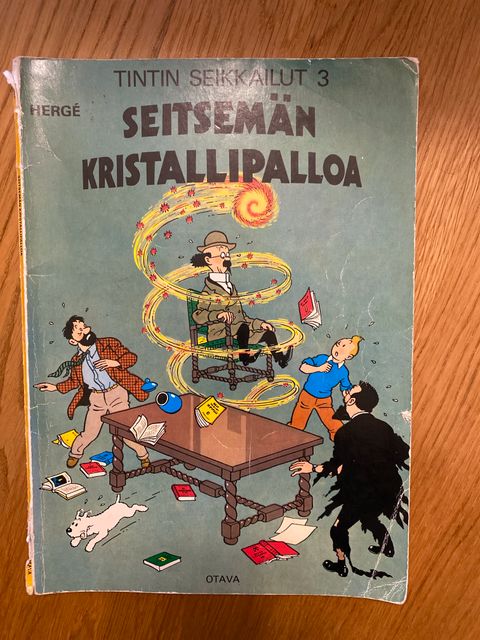 TINTIN SEIKKAILUT 3
HERGÉ
SEITSEMÄN
KRISTALLIPALLOA
OTAVA